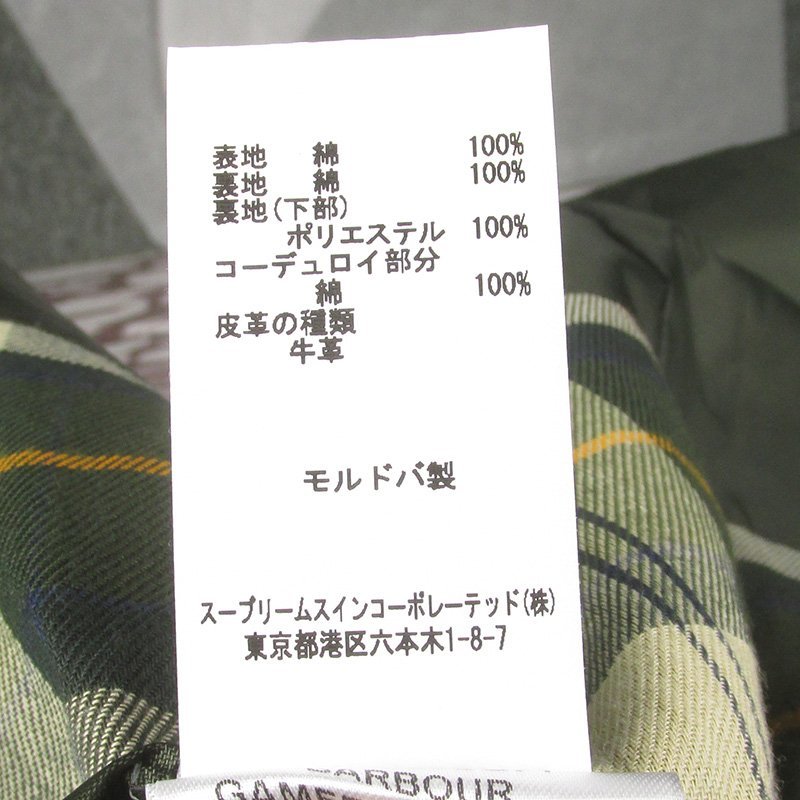 表地 綿 100%
裏地 綿 100%
裏地(下部)
ポリエステル 100%
コーデュロイ部分
綿 100%
皮革の種類
牛革
モルドバ製
スープリームスインコーポレーテッド(株)
東京都港区六本木1-8-7